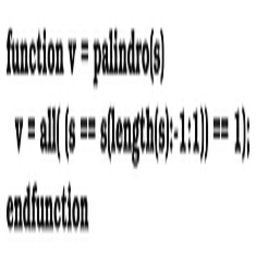 function v = palindro(s)
v = all( (s == s(length(s):-1:1)) == 1);
endfunction